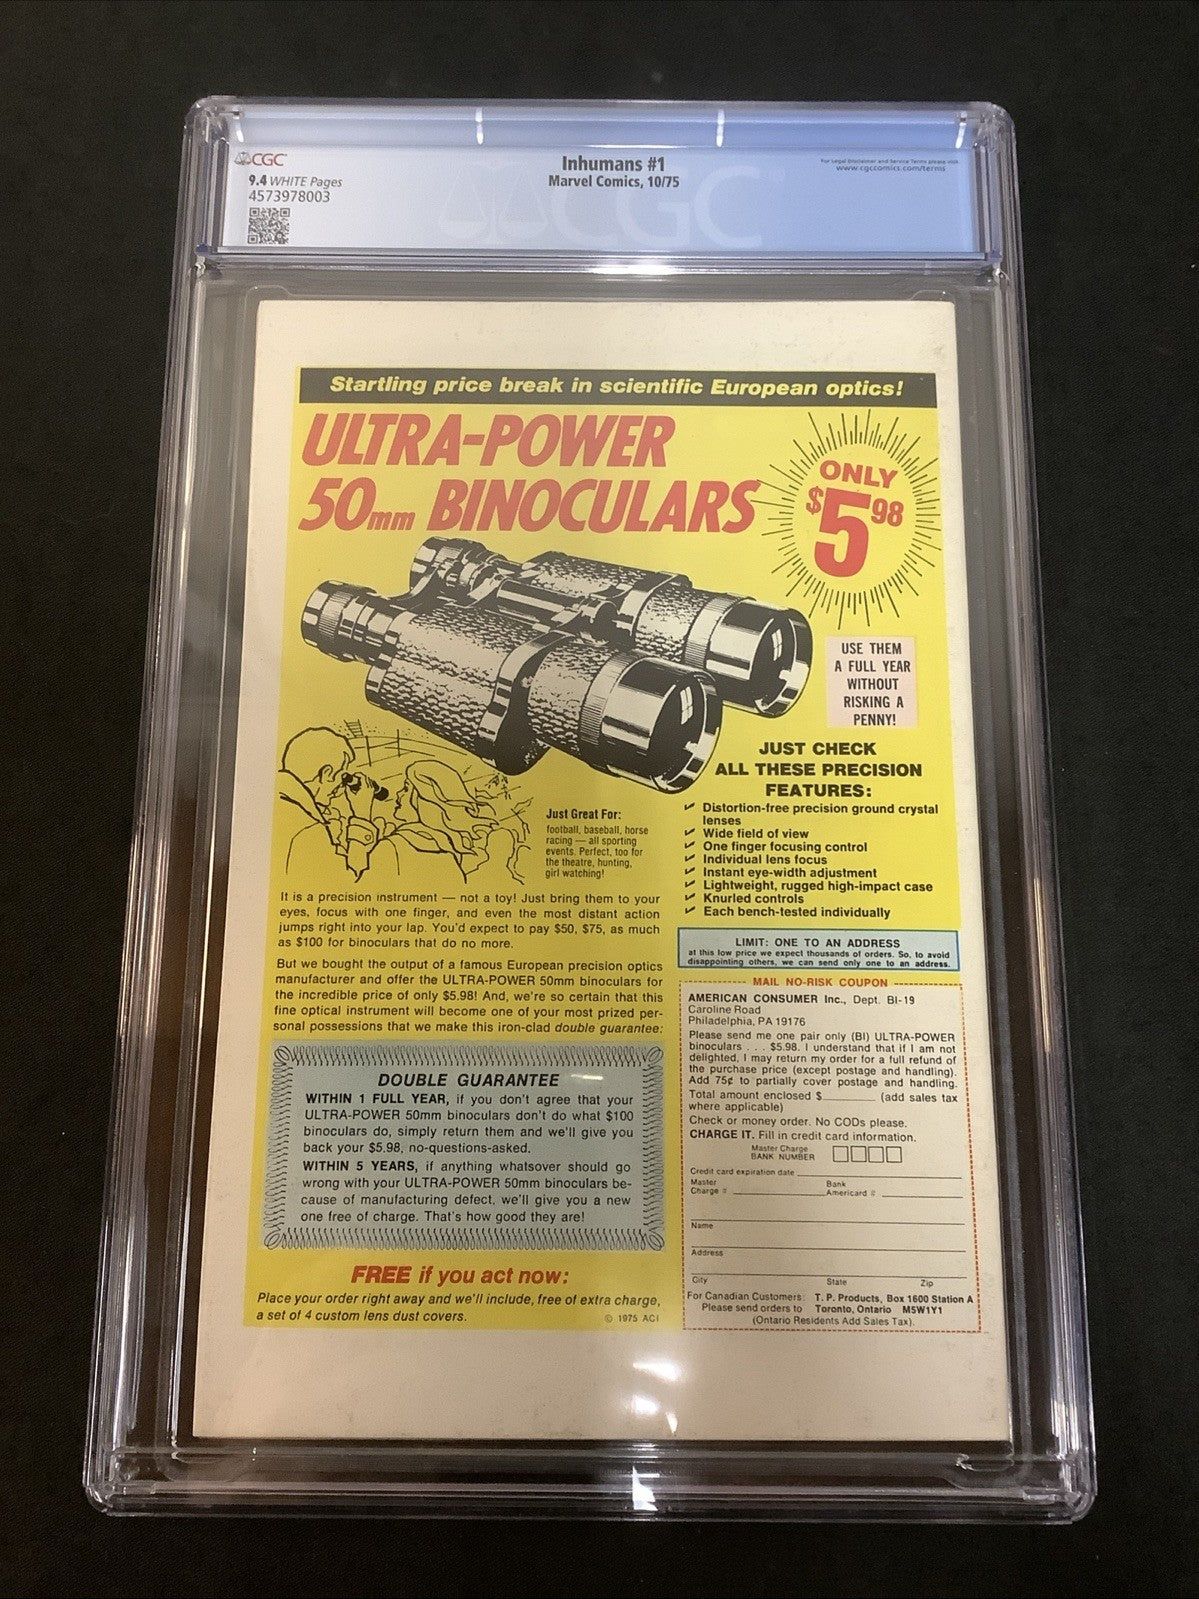 CGC
9.4 WHITE Pages
4573978003
Inhumans #1
Marvel Comics, 10/75
For Legal Disclaimer and Service Terms please visit
www.cgccomics.com/terms
CGC
Startling price break in scientific European optics!
ULTRA-POWER
50mm BINOCULARS
ONLY
$5 98
USE THEM
A FULL YEAR
WITHOUT
RISKING A
PENNY!
JUST CHECK
ALL THESE PRECISION
FEATURES:
Distortion-free precision ground crystal
lenses
Wide field of view
One finger focusing control
Individual lens focus
Instant eye-width adjustment
Lightweight, rugged high-impact case
Knurled controls
Each bench-tested individually
Just Great For:
football, baseball, horse
racing — all sporting
events. Perfect, too for
the theatre, hunting,
girl watching!
It is a precision instrument — not a toy! Just bring them to your
eyes, focus with one finger, and even the most distant action
jumps right into your lap. You'd expect to pay $50, $75, as much
as $100 for binoculars that do no more.
But we bought the output of a famous European precision optics
manufacturer and offer the ULTRA-POWER 50mm binoculars for
the incredible price of only $5.98! And, we're so certain that this
fine optical instrument will become one of your most prized per-
sonal possessions that we make this iron-clad double guarantee:
DOUBLE GUARANTEE
WITHIN 1 FULL YEAR, if you don't agree that your
ULTRA-POWER 50mm binoculars don't do what $100
binoculars do, simply return them and we'll give you
back your $5.98, no-questions-asked.
WITHIN 5 YEARS, if anything whatsover should go
wrong with your ULTRA-POWER 50mm binoculars be-
cause of manufacturing defect, we'll give you a new
one free of charge. That's how good they are!
FREE if you act now:
Place your order right away and we'll include, free of extra charge,
a set of 4 custom lens dust covers.
© 1975 ACI
LIMIT: ONE TO AN ADDRESS
at this low price we expect thousands of orders. So, to avoid
disappointing others, we can send only one to an address.
MAIL NO-RISK COUPON
AMERICAN CONSUMER Inc., Dept. BI-19
Caroline Road
Philadelphia, PA 19176
Please send me one pair only (BI) ULTRA-POWER
binoculars . . . $5.98. I understand that if I am not
delighted, I may return my order for a full refund of
the purchase price (except postage and handling).
Add 75¢ to partially cover postage and handling.
Total amount enclosed $ (add sales tax
where applicable)
Check or money order. No CODs please.
CHARGE IT. Fill in credit card information.
Master Charge
BANK NUMBER
Credit card expiration date
Master
Charge #
Bank
Americard #
Name
Address
City State Zip
For Canadian Customers: T. P. Products, Box 1600 Station A
Please send orders to Toronto, Ontario M5W1Y1
(Ontario Residents Add Sales Tax).